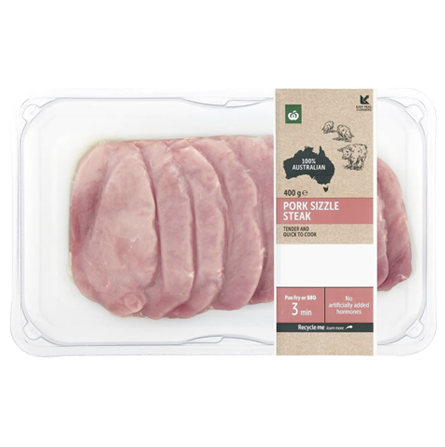 100%
AUSTRALIAN
400 g e
PORK SIZZLE
STEAK
TENDER AND
QUICK TO COOK
Pan Fry or BBQ
3
min
No
artificially added
hormones
Recycle me